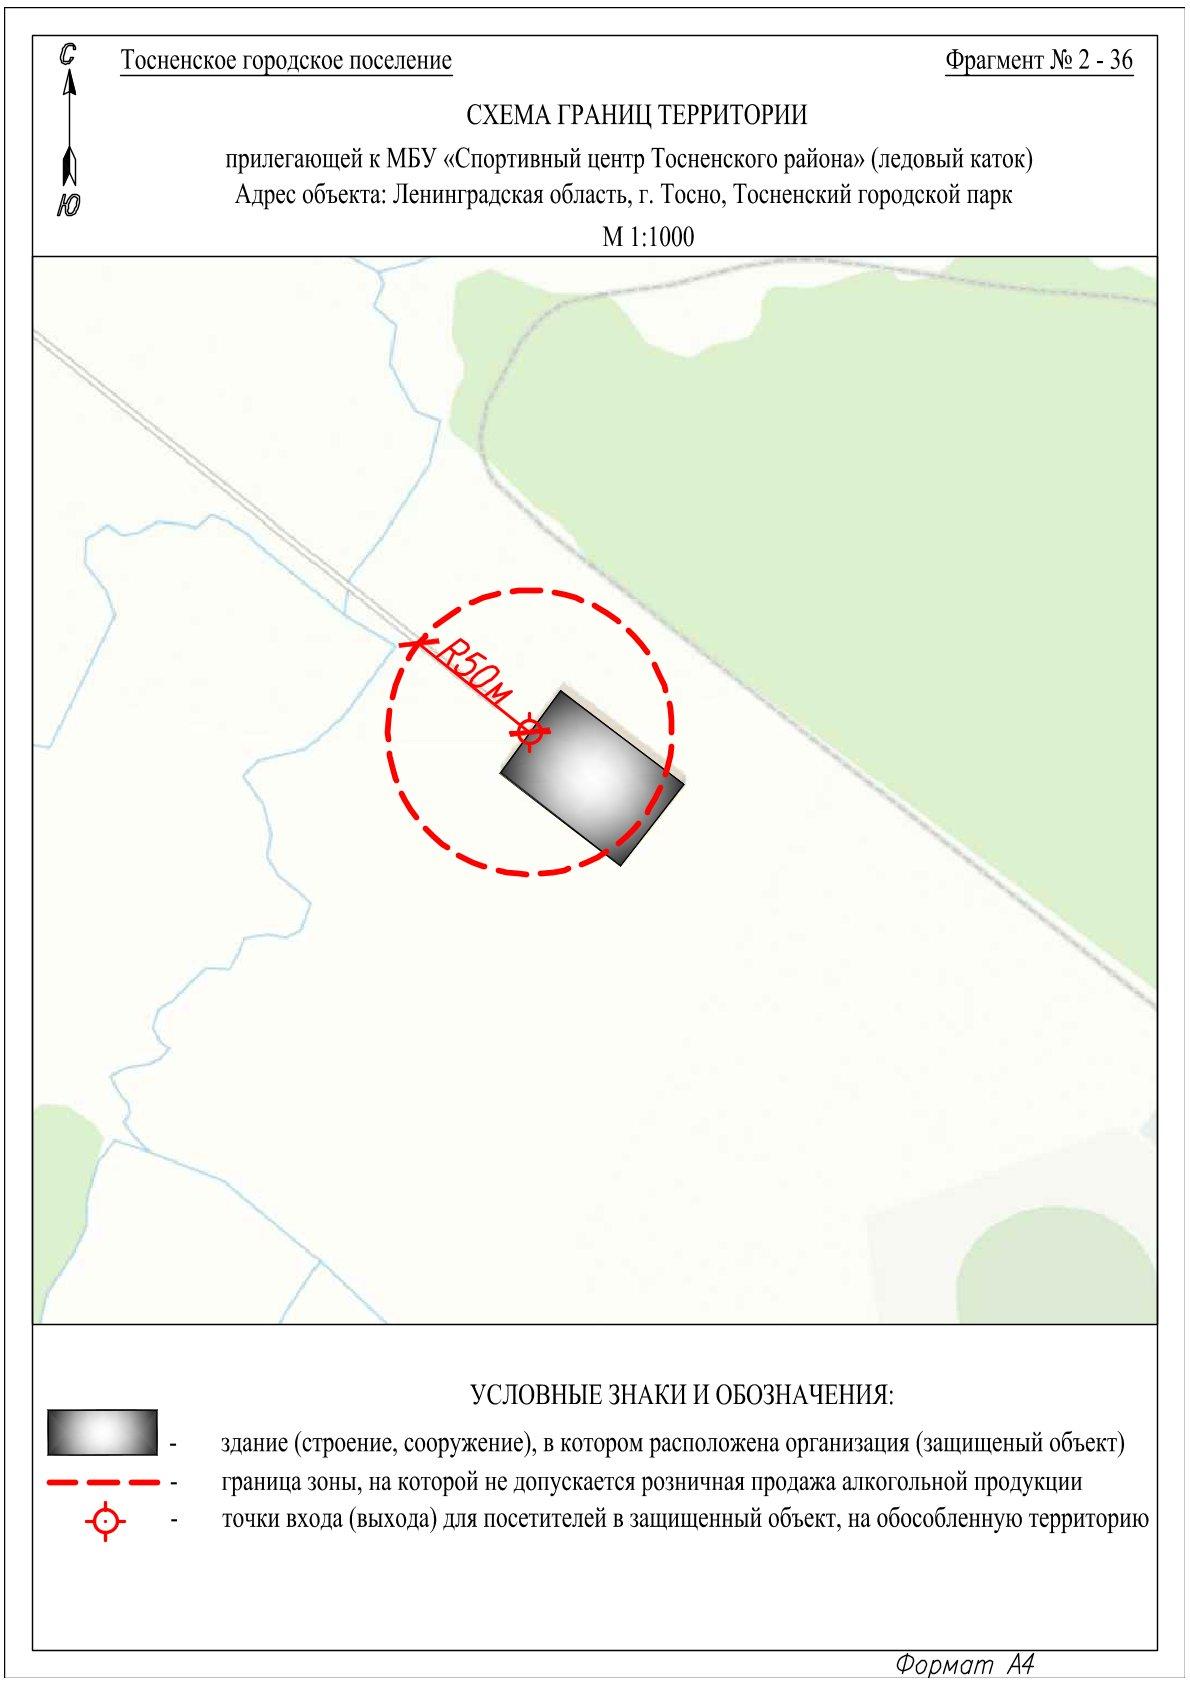 С
Ю
Тосненское городское поселение
Фрагмент № 2 - 36
СХЕМА ГРАНИЦ ТЕРРИТОРИИ
прилегающей к МБУ «Спортивный центр Тосненского района» (ледовый каток)
Адрес объекта: Ленинградская область, г. Тосно, Тосненский городской парк
М 1:1000
R50м
УСЛОВНЫЕ ЗНАКИ И ОБОЗНАЧЕНИЯ:
- здание (строение, сооружение), в котором расположена организация (защищеный объект)
- граница зоны, на которой не допускается розничная продажа алкогольной продукции
- точки входа (выхода) для посетителей в защищенный объект, на обособленную территорию
Формат А4